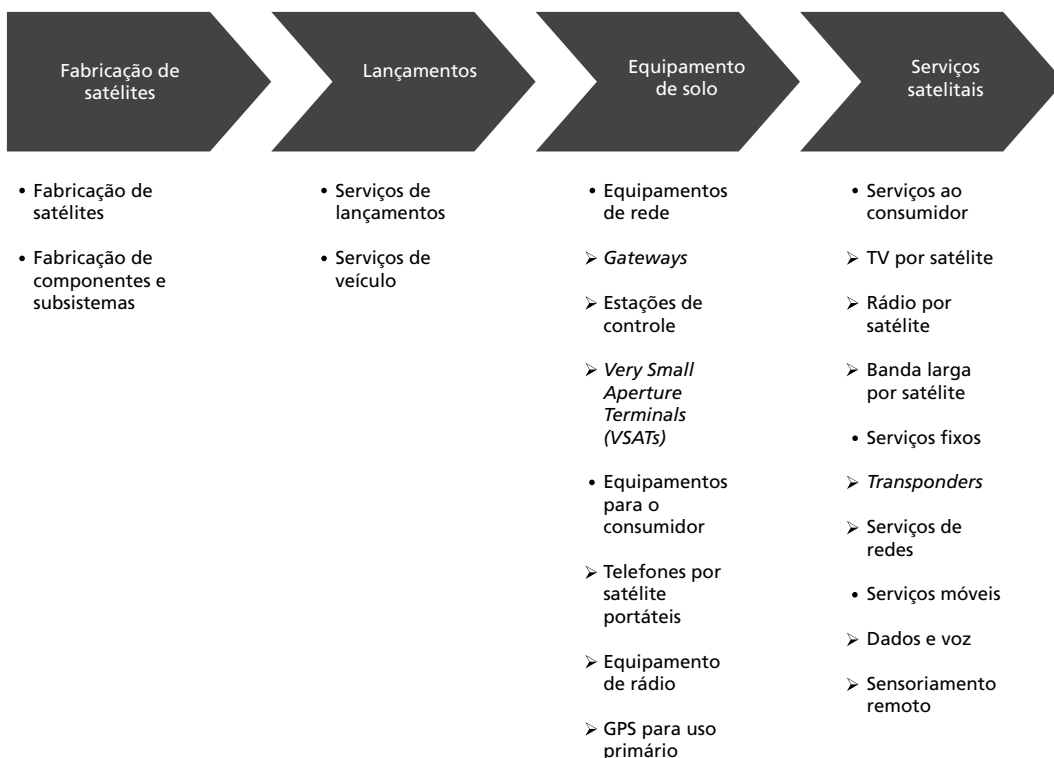 Fabricação de
satélites
Lançamentos
Equipamento
de solo
Serviços
satelitais
• Fabricação de
satélites
• Fabricação de
componentes e
subsistemas
• Serviços de
lançamentos
• Serviços de
veículo
• Equipamentos
de rede
➢ Gateways
➢ Estações de
controle
➢ Very Small
Aperture
Terminals
(VSATs)
• Equipamentos
para o
consumidor
➢ Telefones por
satélite
portáteis
➢ Equipamento
de rádio
➢ GPS para uso
primário
• Serviços ao
consumidor
➢ TV por satélite
➢ Rádio por
satélite
➢ Banda larga
por satélite
• Serviços fixos
➢ Transponders
➢ Serviços de
redes
• Serviços móveis
➢ Dados e voz
➢ Sensoriamento
remoto